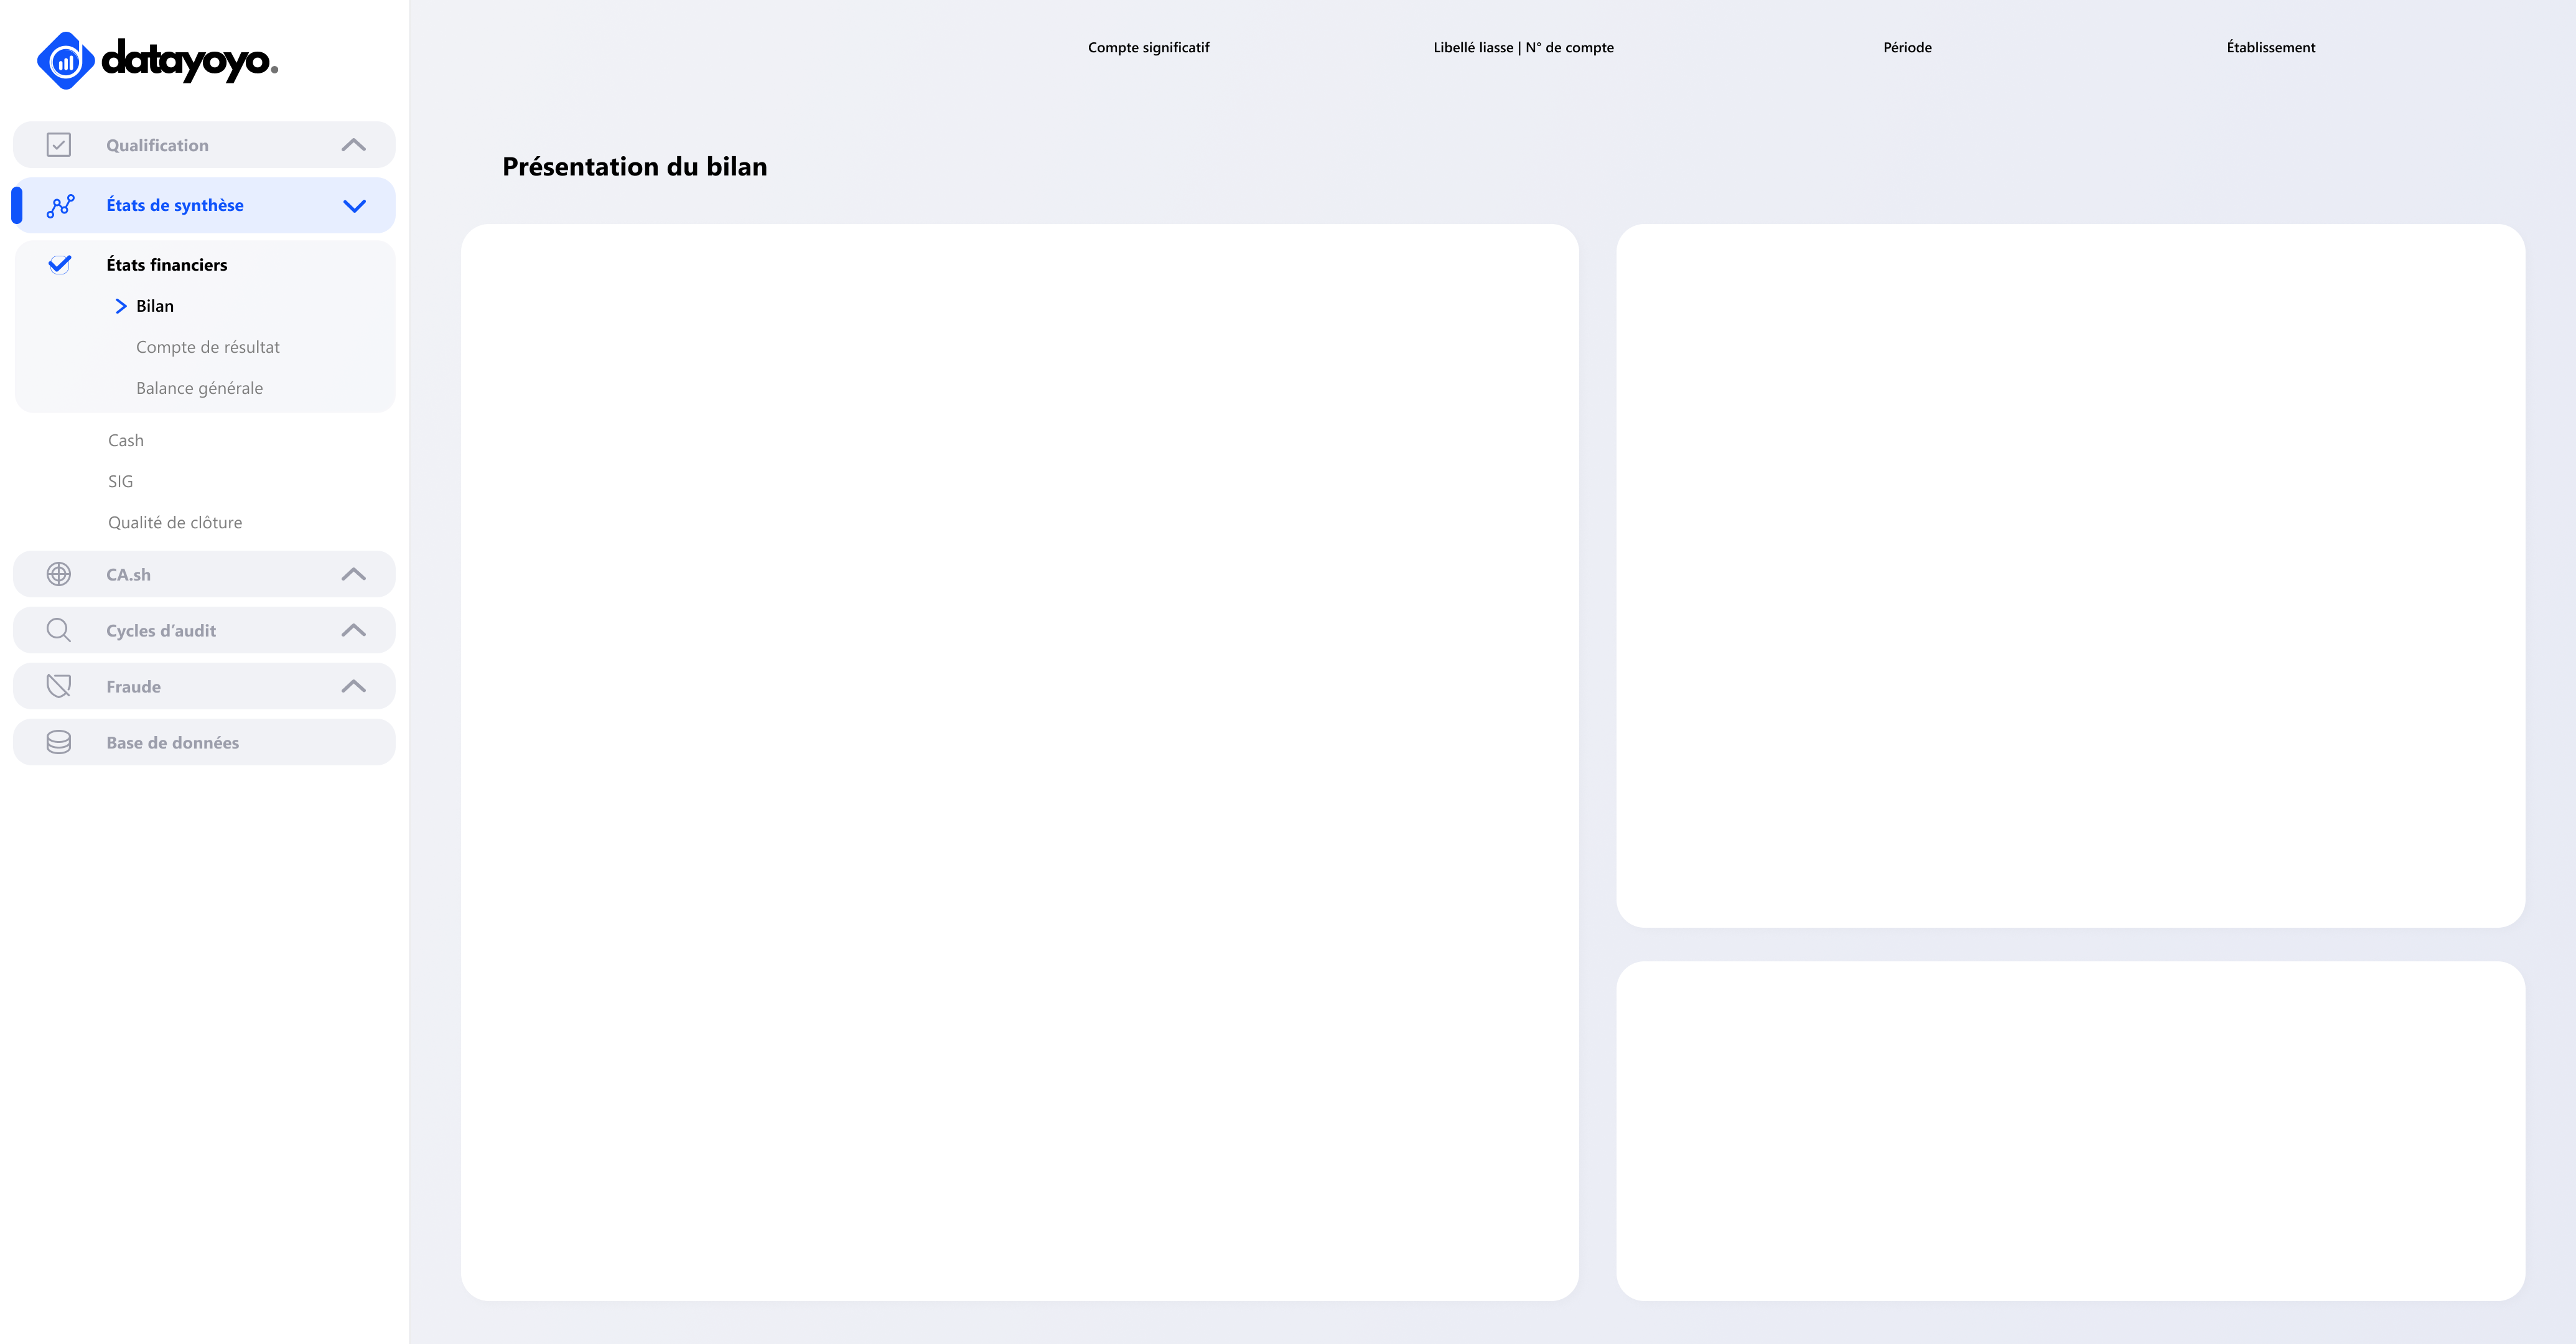 datayoyo.
Qualification
États de synthèse
États financiers
Bilan
Compte de résultat
Balance générale
Cash
SIG
Qualité de clôture
CA.sh
Cycles d’audit
Fraude
Base de données
Compte significatif
Libellé liasse | N° de compte
Période
Établissement
Présentation du bilan